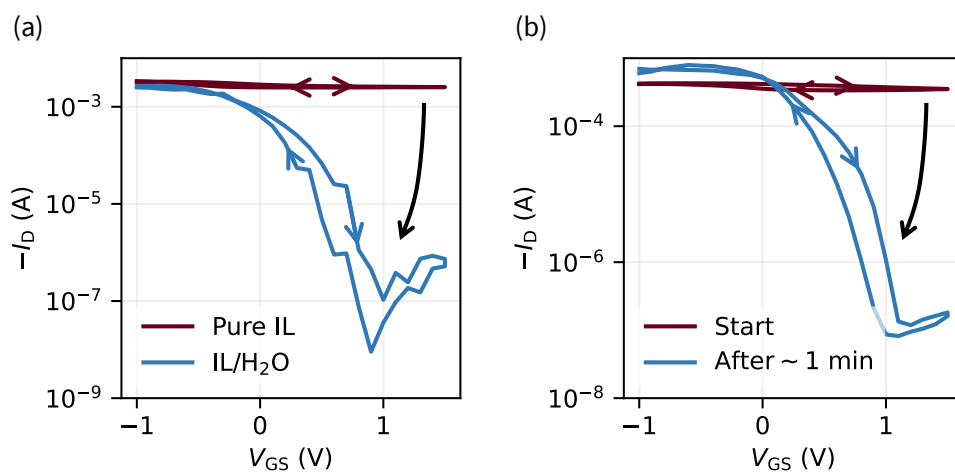 (a)
−I_D (A)
10⁻³
10⁻⁵
10⁻⁷
10⁻⁹
Pure IL
IL/H₂O
−1
0
1
V_GS (V)
(b)
−I_D (A)
10⁻⁴
10⁻⁶
10⁻⁸
Start
After ~ 1 min
−1
0
1
V_GS (V)